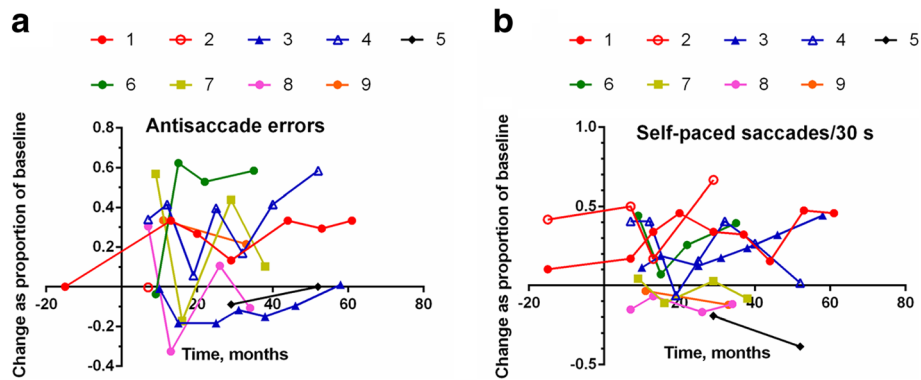 a
1 2 3 4 5
6 7 8 9
Antisaccade errors
Change as proportion of baseline
0.8
0.6
0.4
0.2
0
-0.2
-0.4
-20 20 40 60 80
Time, months
b
1 2 3 4 5
6 7 8 9
Self-paced saccades/30 s
Change as proportion of baseline
1.0
0.5
0.0
-0.5
-20 20 40 60 80
Time, months